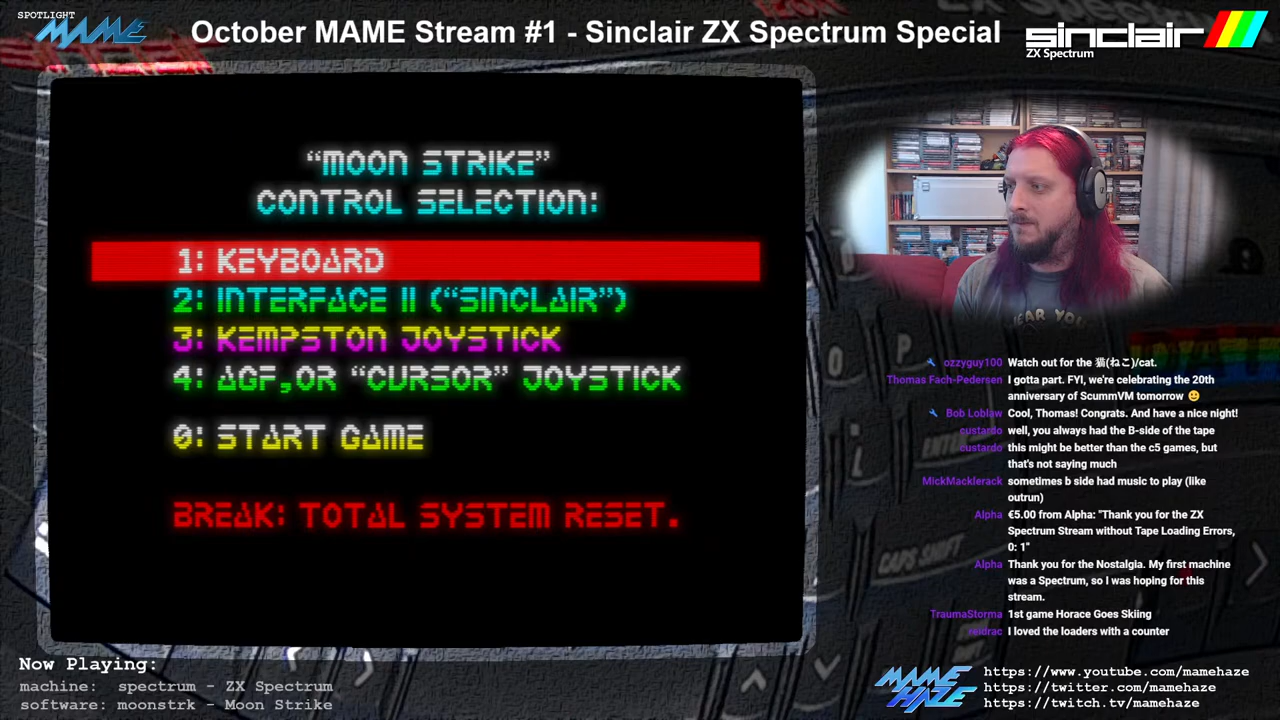 SPOTLIGHT
MAME
October MAME Stream #1 - Sinclair ZX Spectrum Special
sinclair
ZX Spectrum
“MOON STRIKE”
CONTROL SELECTION:
1: KEYBOARD
2: INTERFACE II (“SINCLAIR”)
3: KEMPSTON JOYSTICK
4: AGF,OR “CURSOR” JOYSTICK
0: START GAME
BREAK: TOTAL SYSTEM RESET.
ozzyguy100 Watch out for the 猫(ねこ)/cat.
Thomas Fach-Pedersen I gotta part. FYI, we're celebrating the 20th
anniversary of ScummVM tomorrow 😃
Bob Loblaw Cool, Thomas! Congrats. And have a nice night!
custardo well, you always had the B-side of the tape
custardo this might be better than the c5 games, but
that's not saying much
MickMacklerack sometimes b side had music to play (like
outrun)
Alpha €5.00 from Alpha: "Thank you for the ZX
Spectrum Stream without Tape Loading Errors,
0: 1"
Alpha Thank you for the Nostalgia. My first machine
was a Spectrum, so I was hoping for this
stream.
TraumaStorma 1st game Horace Goes Skiing
reidrac I loved the loaders with a counter
O P
ENTER
CAPS SHIFT
Now Playing:
machine: spectrum - ZX Spectrum
software: moonstrk - Moon Strike
MAME
HAZE
https://www.youtube.com/mamehaze
https://twitter.com/mamehaze
https://twitch.tv/mamehaze